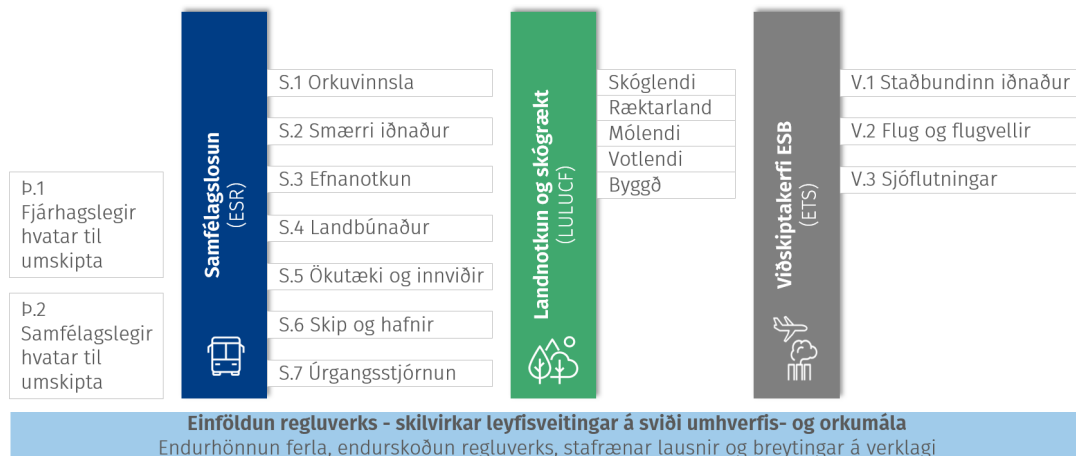 Þ.1
Fjárhagslegir
hvatar til
umskipta
Þ.2
Samfélagslegir
hvatar til
umskipta
Samfélagslosun
(ESR)
S.1 Orkuvinnsla
S.2 Smærri iðnaður
S.3 Efnanotkun
S.4 Landbúnaður
S.5 Ökutæki og innviðir
S.6 Skip og hafnir
S.7 Úrgangsstjórnun
Landnotkun og skógrækt
(LULUCF)
Skóglendi
Ræktarland
Mólendi
Votlendi
Byggð
Viðskiptakerfi ESB
(ETS)
V.1 Staðbundinn iðnaður
V.2 Flug og flugvellir
V.3 Sjóflutningar
Einföldun regluverks - skilvirkar leyfisveitingar á sviði umhverfis- og orkumála
Endurhönnun ferla, endurskoðun regluverks, stafrænar lausnir og breytingar á verklagi